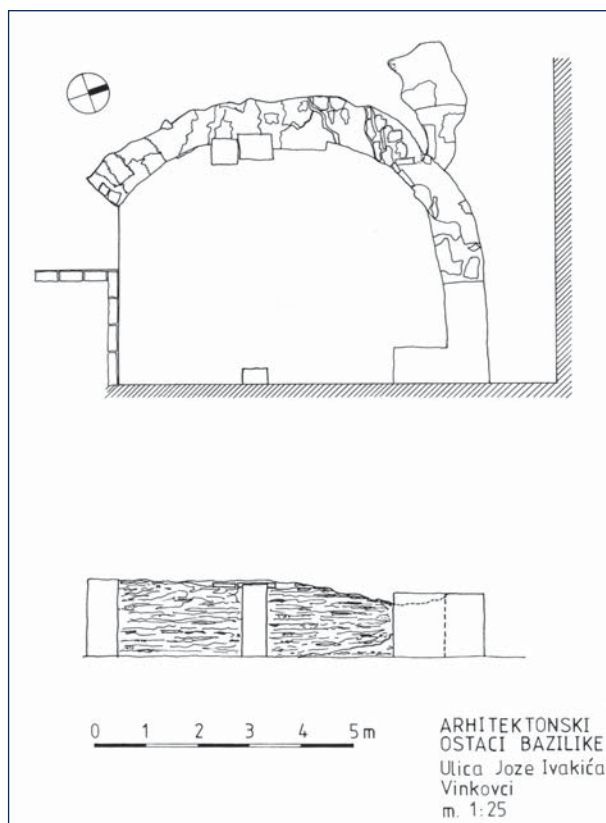 0 1 2 3 4 5 m
ARHITEKTONSKI
OSTACI BAZILIKE
Ulica Joze Ivakića
Vinkovci
m. 1:25